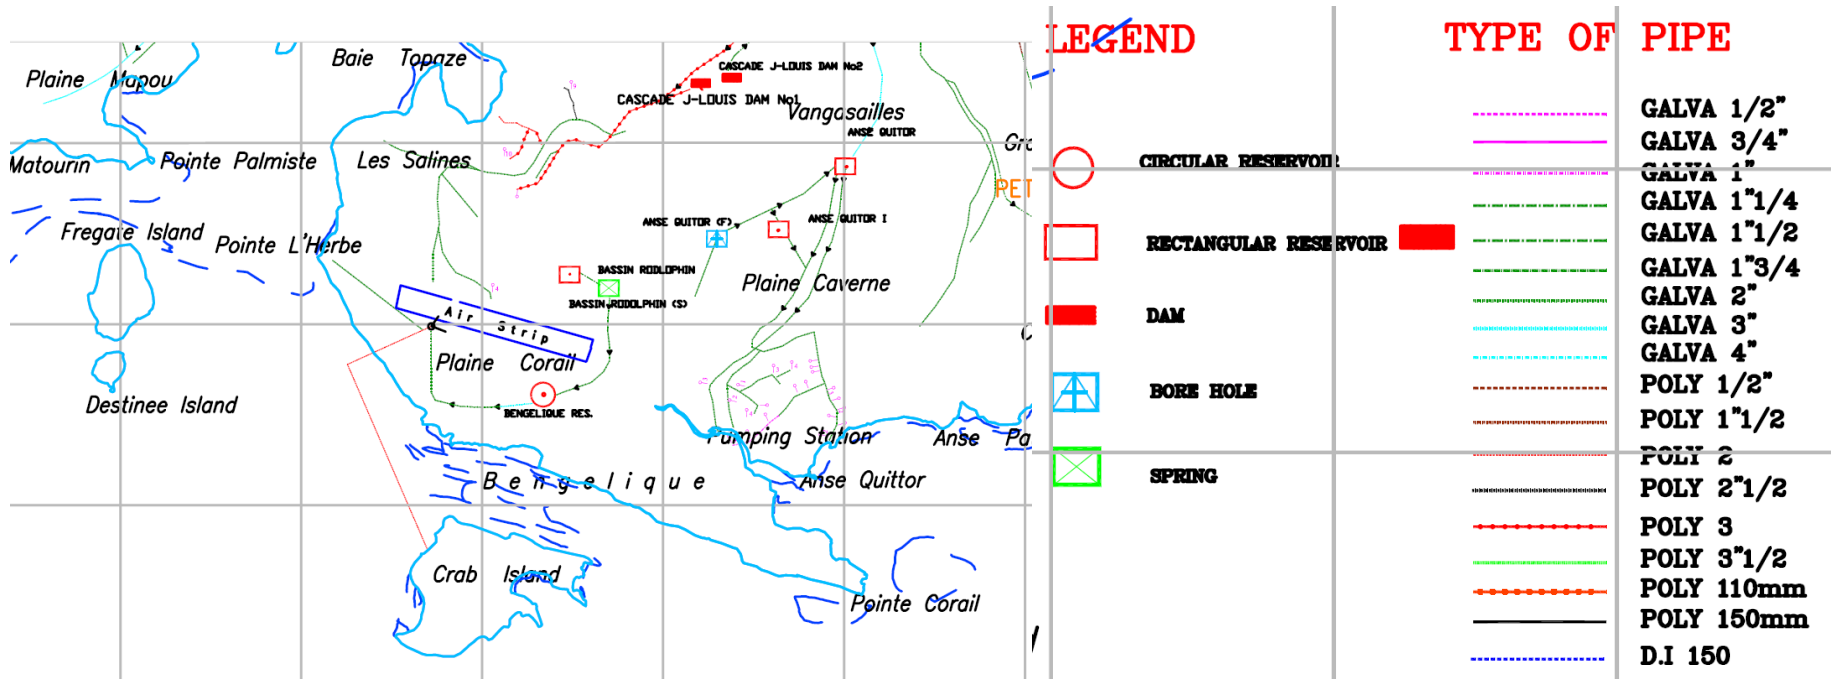 Baie Topaze
Plaine Mapou
CASCADE J-LOUIS DAM No2
CASCADE J-LOUIS DAM No1
Vangasailles
ANSE QUITOR
Matourin
Pointe Palmiste
Les Salines
Gro
PET
Fregate Island
Pointe L'Herbe
ANSE QUITOR (F)
ANSE QUITOR I
BASSIN RODLOPHIN
Plaine Caverne
BASSIN RODOLPHIN (S)
Air Strip
Plaine Corail
Destinee Island
BENGELIQUE RES.
Pumping Station
Anse Pa
Bengelique
Anse Quittor
Crab Island
Pointe Corail
LEGEND
CIRCULAR RESERVOIR
RECTANGULAR RESERVOIR
DAM
BORE HOLE
SPRING
TYPE OF PIPE
GALVA 1/2"
GALVA 3/4"
GALVA 1"
GALVA 1"1/4
GALVA 1"1/2
GALVA 1"3/4
GALVA 2"
GALVA 3"
GALVA 4"
POLY 1/2"
POLY 1"1/2
POLY 2
POLY 2"1/2
POLY 3
POLY 3"1/2
POLY 110mm
POLY 150mm
D.I 150